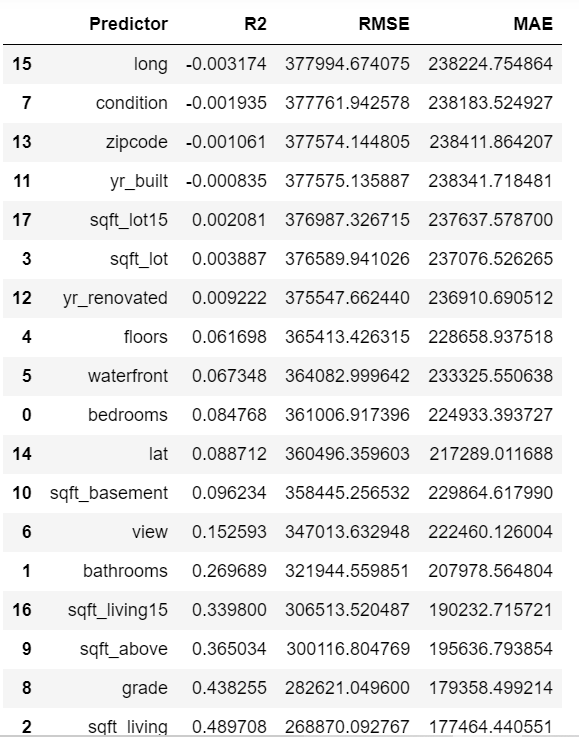 Predictor R2 RMSE MAE
15 long -0.003174 377994.674075 238224.754864
7 condition -0.001935 377761.942578 238183.524927
13 zipcode -0.001061 377574.144805 238411.864207
11 yr_built -0.000835 377575.135887 238341.718481
17 sqft_lot15 0.002081 376987.326715 237637.578700
3 sqft_lot 0.003887 376589.941026 237076.526265
12 yr_renovated 0.009222 375547.662440 236910.690512
4 floors 0.061698 365413.426315 228658.937518
5 waterfront 0.067348 364082.999642 233325.550638
0 bedrooms 0.084768 361006.917396 224933.393727
14 lat 0.088712 360496.359603 217289.011688
10 sqft_basement 0.096234 358445.256532 229864.617990
6 view 0.152593 347013.632948 222460.126004
1 bathrooms 0.269689 321944.559851 207978.564804
16 sqft_living15 0.339800 306513.520487 190232.715721
9 sqft_above 0.365034 300116.804769 195636.793854
8 grade 0.438255 282621.049600 179358.499214
2 sqft_living 0.489708 268870.092767 177464.440551